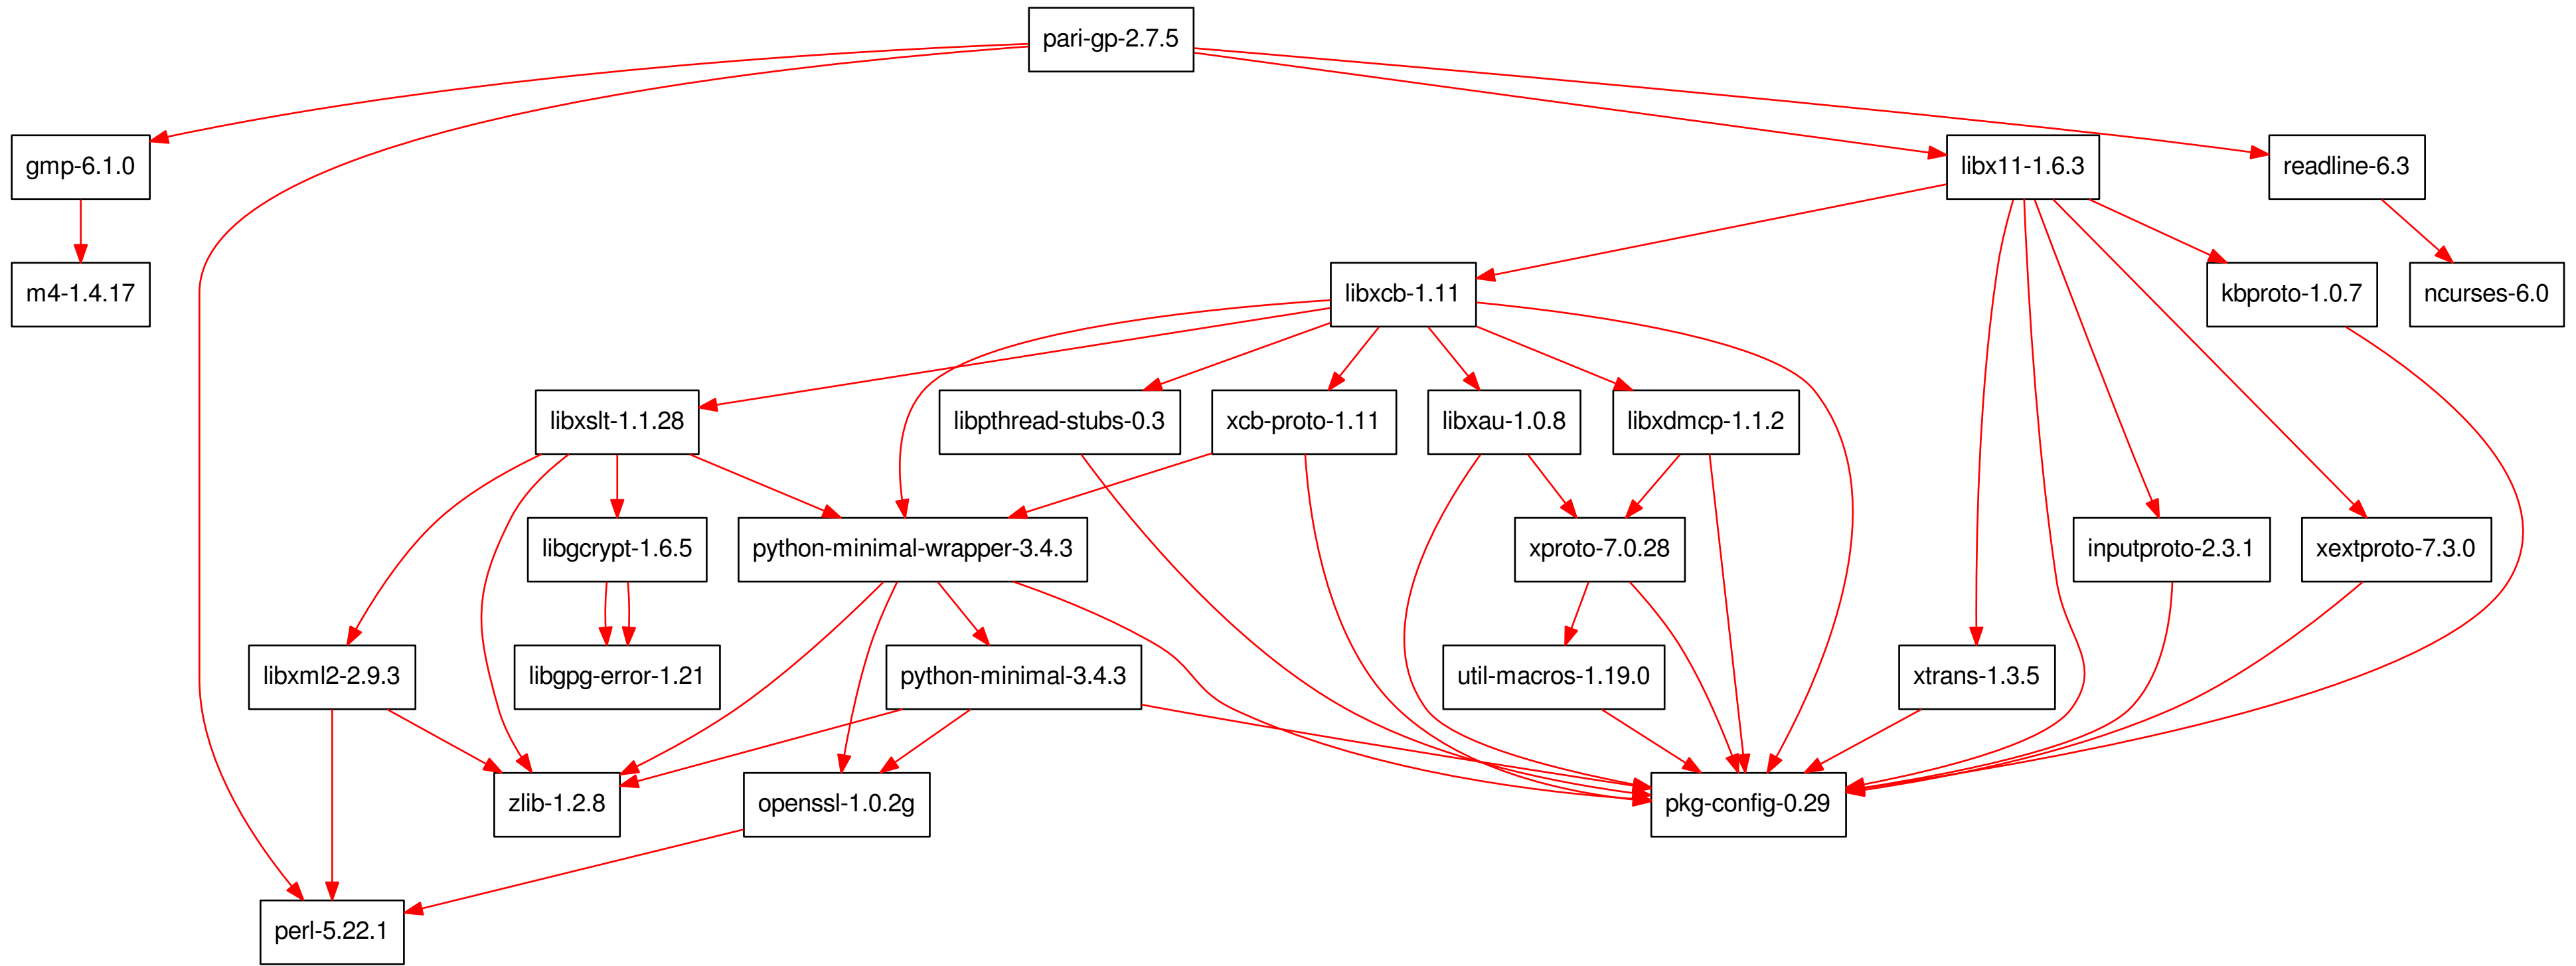 pari-gp-2.7.5
gmp-6.1.0
libx11-1.6.3
readline-6.3
m4-1.4.17
libxcb-1.11
kbproto-1.0.7
ncurses-6.0
libxslt-1.1.28
libpthread-stubs-0.3
xcb-proto-1.11
libxau-1.0.8
libxdmcp-1.1.2
libgcrypt-1.6.5
python-minimal-wrapper-3.4.3
xproto-7.0.28
inputproto-2.3.1
xextproto-7.3.0
libxml2-2.9.3
libgpg-error-1.21
python-minimal-3.4.3
util-macros-1.19.0
xtrans-1.3.5
zlib-1.2.8
openssl-1.0.2g
pkg-config-0.29
perl-5.22.1